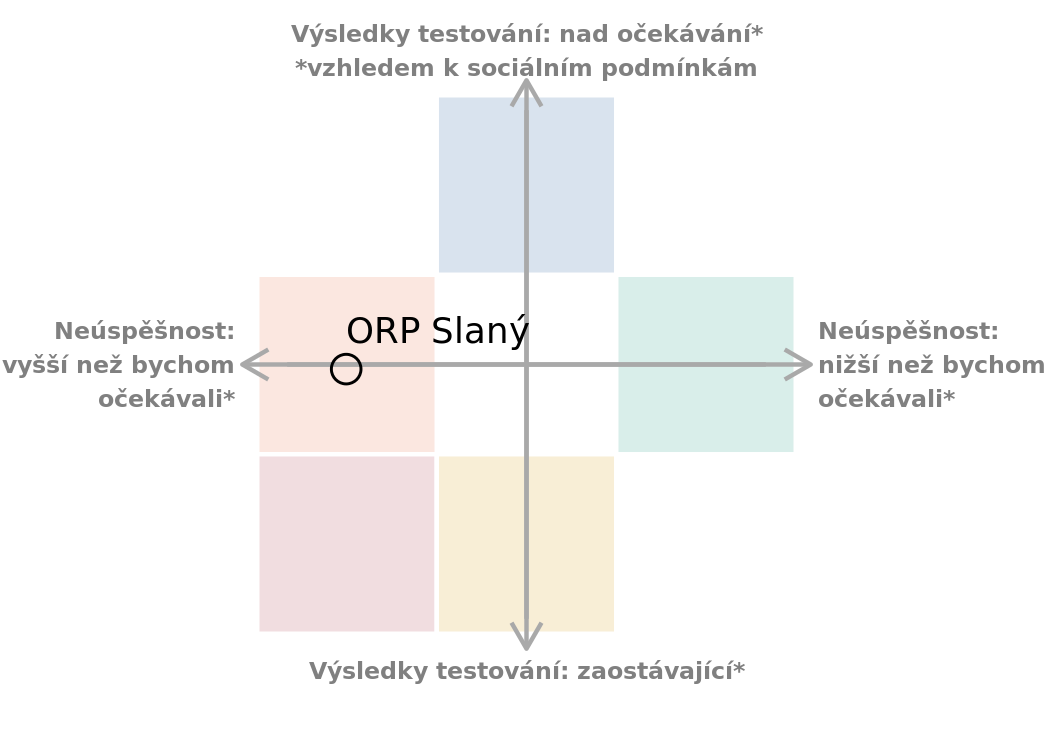 Výsledky testování: nad očekávání*
*vzhledem k sociálním podmínkám
ORP Slaný
Neúspěšnost:
vyšší než bychom
očekávali*
Neúspěšnost:
nižší než bychom
očekávali*
Výsledky testování: zaostávající*